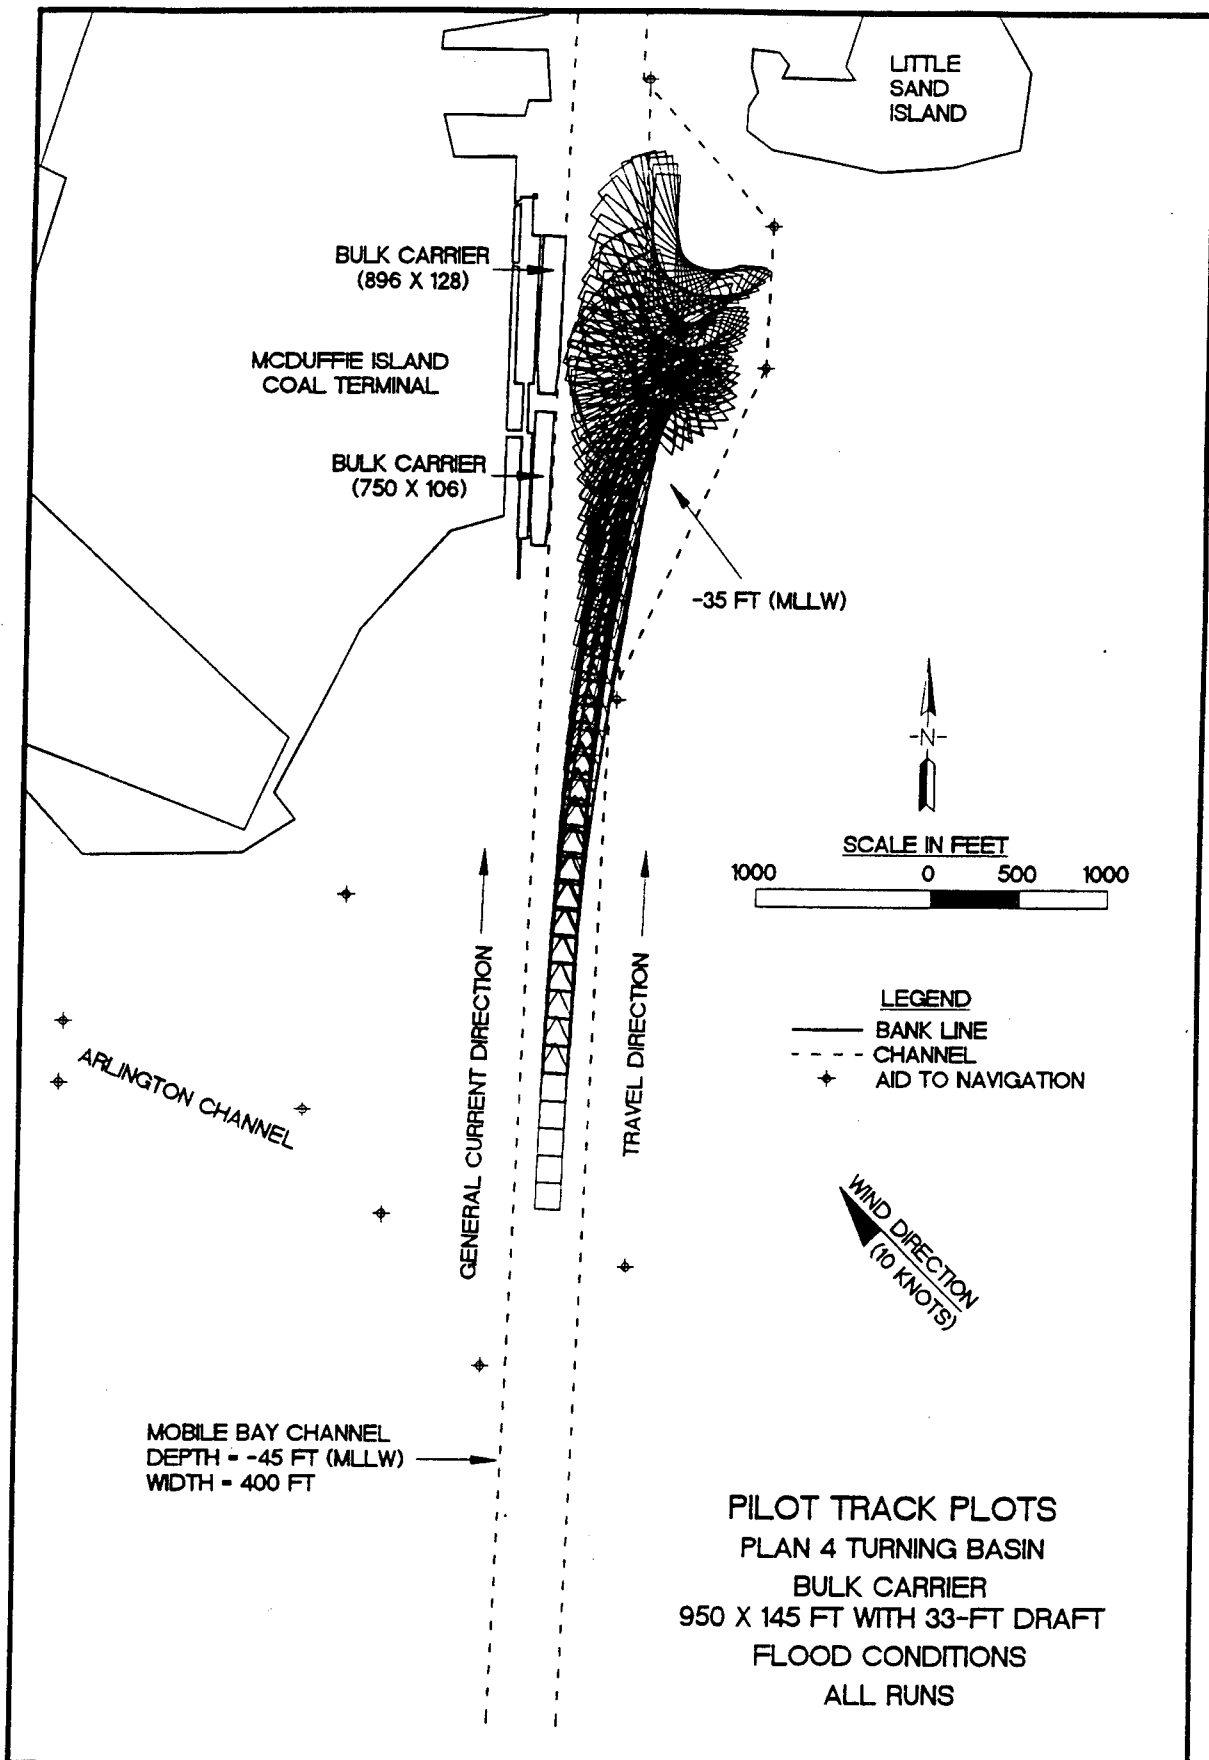 LITTLE
SAND
ISLAND
BULK CARRIER
(896 X 128)
MCDUFFIE ISLAND
COAL TERMINAL
BULK CARRIER
(750 X 106)
-35 FT (MLLW)
-N-
SCALE IN FEET
1000 0 500 1000
GENERAL CURRENT DIRECTION
TRAVEL DIRECTION
LEGEND
BANK LINE
CHANNEL
AID TO NAVIGATION
ARLINGTON CHANNEL
WIND DIRECTION
(10 KNOTS)
MOBILE BAY CHANNEL
DEPTH = -45 FT (MLLW)
WIDTH = 400 FT
PILOT TRACK PLOTS
PLAN 4 TURNING BASIN
BULK CARRIER
950 X 145 FT WITH 33-FT DRAFT
FLOOD CONDITIONS
ALL RUNS